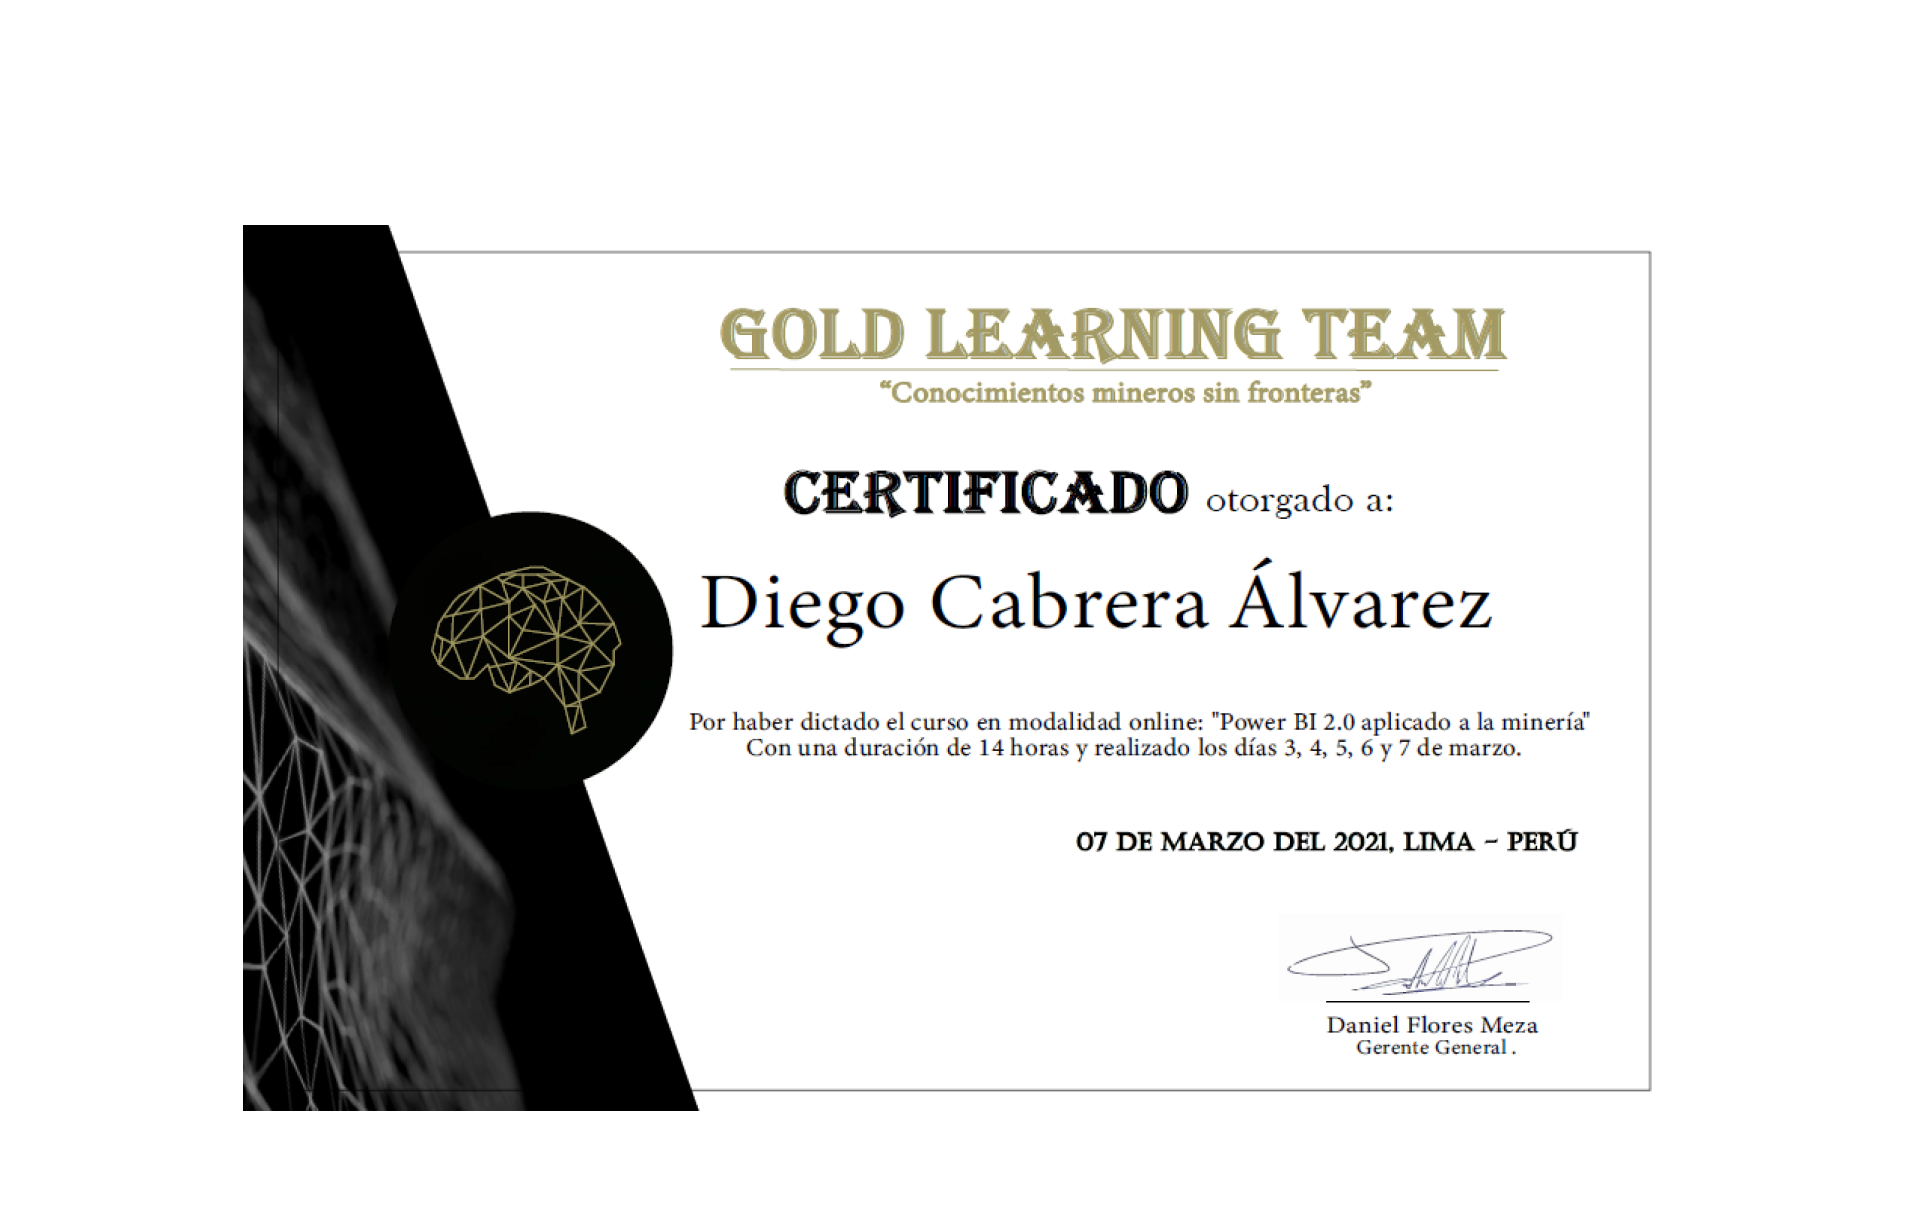 GOLD LEARNING TEAM
“Conocimientos mineros sin fronteras”
CERTIFICADO otorgado a:
Diego Cabrera Álvarez
Por haber dictado el curso en modalidad online: "Power BI 2.0 aplicado a la minería"
Con una duración de 14 horas y realizado los días 3, 4, 5, 6 y 7 de marzo.
07 DE MARZO DEL 2021, LIMA - PERÚ
Daniel Flores Meza
Gerente General .